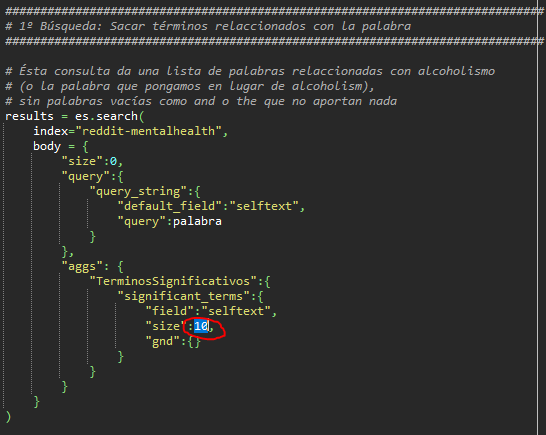 ###############################################################################
# 1º Búsqueda: Sacar términos relaccionados con la palabra
###############################################################################
# Ésta consulta da una lista de palabras relaccionadas con alcoholismo
# (o la palabra que pongamos en lugar de alcoholism),
# sin palabras vacías como and o the que no aportan nada
results = es.search(
    index="reddit-mentalhealth",
    body = {
        "size":0,
        "query":{
            "query_string":{
                "default_field":"selftext",
                "query":palabra
            }
        },
        "aggs": {
            "TerminosSignificativos":{
                "significant_terms":{
                    "field":"selftext",
                    "size":10,
                    "gnd":{}
                }
            }
        }
    }
)